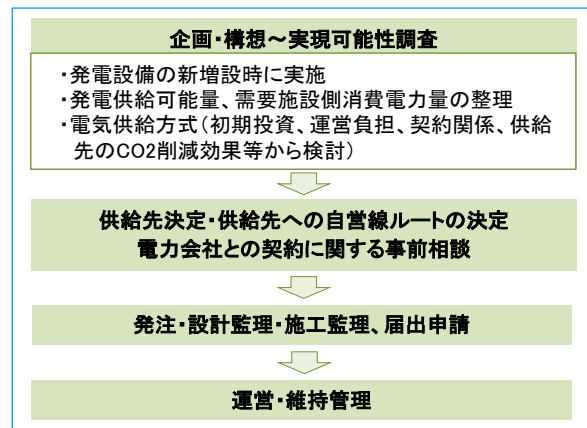 企画・構想～実現可能性調査
・発電設備の新増設時に実施
・発電供給可能量、需要施設側消費電力量の整理
・電気供給方式（初期投資、運営負担、契約関係、供給
先のCO2削減効果等から検討）
供給先決定・供給先への自営線ルートの決定
電力会社との契約に関する事前相談
発注・設計監理・施工監理、届出申請
運営・維持管理